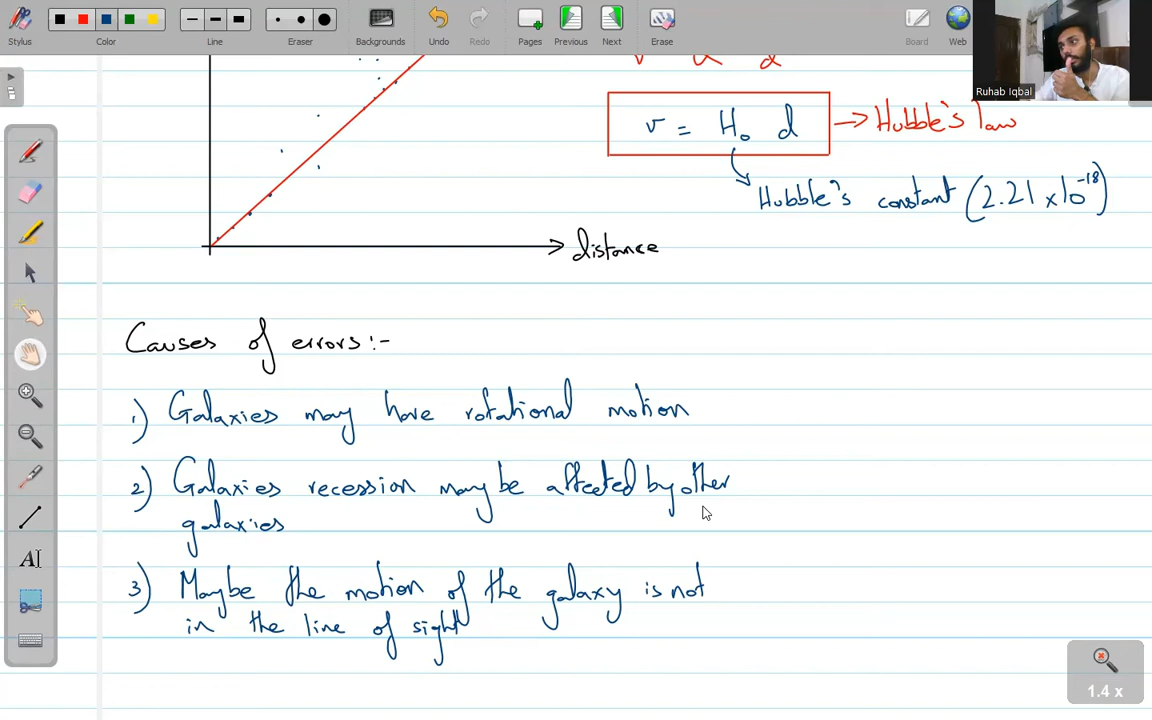 Stylus
Color
Line
Eraser
Backgrounds
Undo
Redo
Pages
Previous
Next
Erase
Board
Web
Ruhab Iqbal
v α d
v = H₀ d → Hubble's law
Hubble's constant (2.21 x 10⁻¹⁸)
distance
Causes of errors :-
1) Galaxies may have rotational motion
2) Galaxies recession may be affected by other
galaxies
3) Maybe the motion of the galaxy is not
in the line of sight
A
1.4 x